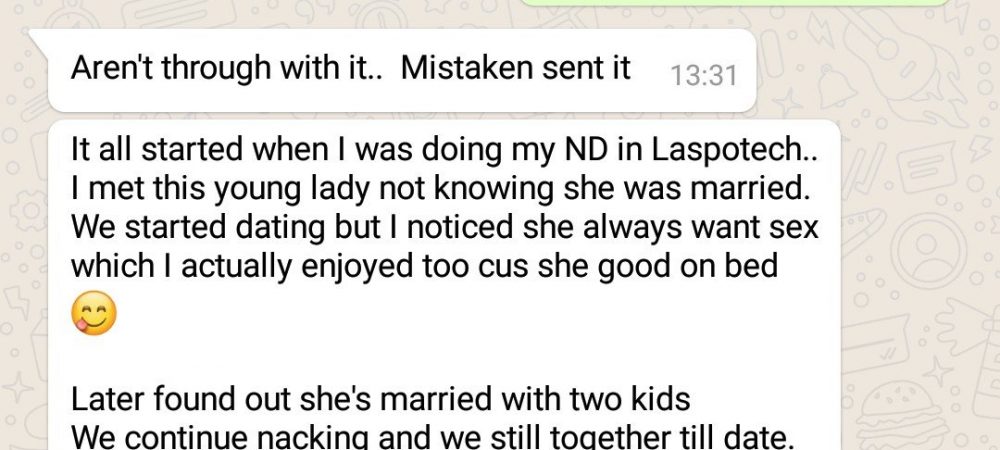 Aren't through with it..  Mistaken sent it
13:31
It all started when I was doing my ND in Laspotech..
I met this young lady not knowing she was married.
We started dating but I noticed she always want sex
which I actually enjoyed too cus she good on bed
😋
Later found out she's married with two kids
We continue nacking and we still together till date.